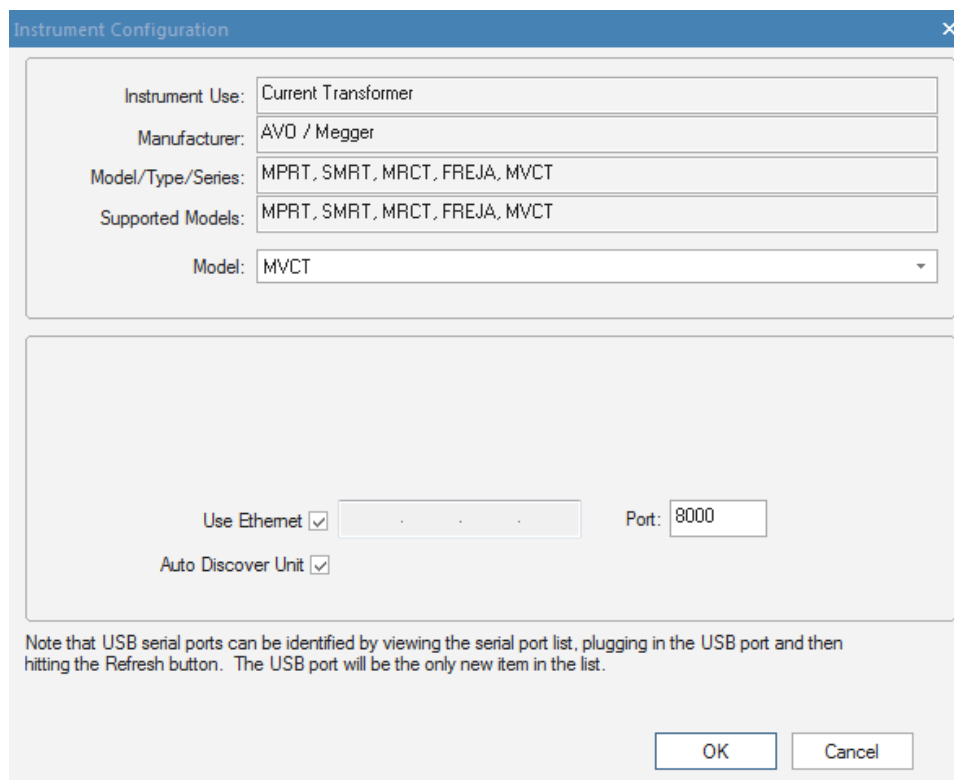 Instrument Configuration
Instrument Use: Current Transformer
Manufacturer: AVO / Megger
Model/Type/Series: MPRT, SMRT, MRCT, FREJA, MVCT
Supported Models: MPRT, SMRT, MRCT, FREJA, MVCT
Model: MVCT
Use Ethernet . . . Port: 8000
Auto Discover Unit
Note that USB serial ports can be identified by viewing the serial port list, plugging in the USB port and then
hitting the Refresh button. The USB port will be the only new item in the list.
OK Cancel